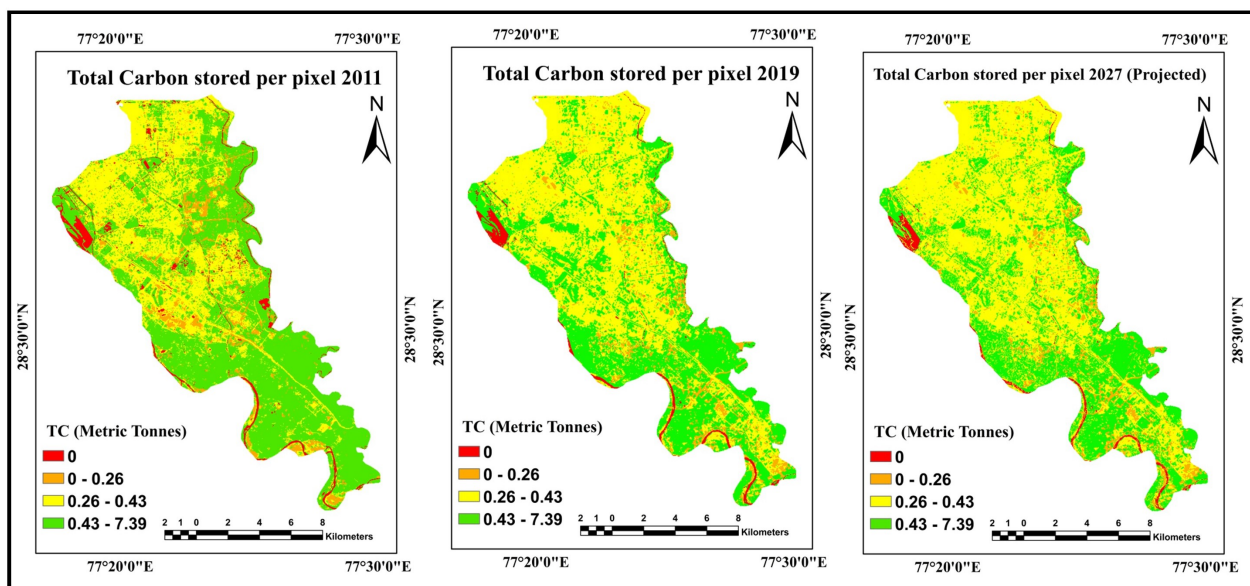 77°20'0"E
77°30'0"E
Total Carbon stored per pixel 2011
N
28°30'0"N
28°30'0"N
TC (Metric Tonnes)
0
0 - 0.26
0.26 - 0.43
0.43 - 7.39
2 1 0 2 4 6 8
Kilometers
77°20'0"E
77°30'0"E
77°20'0"E
77°30'0"E
Total Carbon stored per pixel 2019
N
28°30'0"N
28°30'0"N
TC (Metric Tonnes)
0
0 - 0.26
0.26 - 0.43
0.43 - 7.39
2 1 0 2 4 6 8
Kilometers
77°20'0"E
77°30'0"E
77°20'0"E
77°30'0"E
Total Carbon stored per pixel 2027 (Projected)
N
28°30'0"N
28°30'0"N
TC (Metric Tonnes)
0
0 - 0.26
0.26 - 0.43
0.43 - 7.39
2 1 0 2 4 6 8
Kilometers
77°20'0"E
77°30'0"E